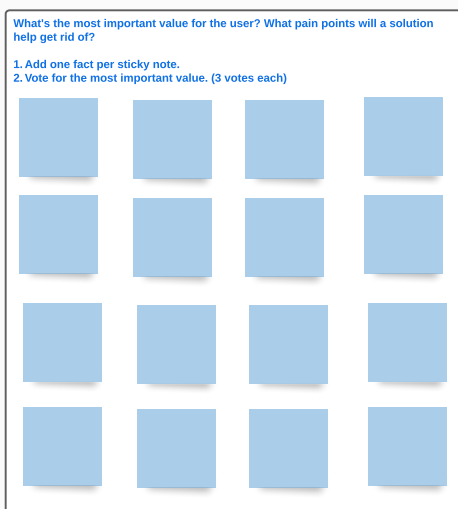 What's the most important value for the user? What pain points will a solution
help get rid of?
1. Add one fact per sticky note.
2. Vote for the most important value. (3 votes each)